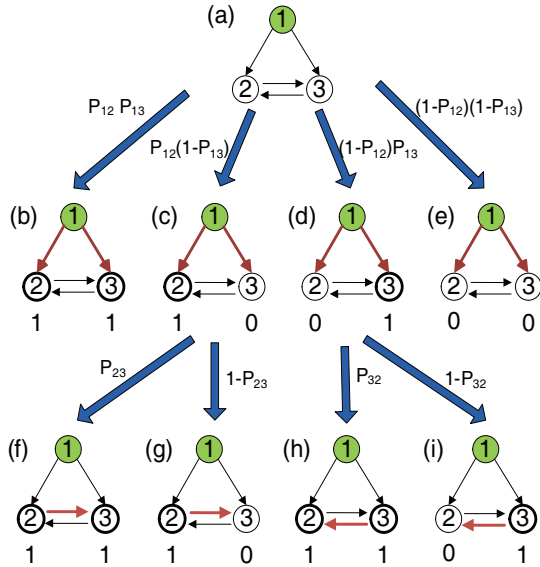 (a) 1
2 3
P₁₂ P₁₃ P₁₂(1-P₁₃) (1-P₁₂)P₁₃ (1-P₁₂)(1-P₁₃)
(b) 1 (c) 1 (d) 1 (e) 1
2 3 2 3 2 3 2 3
1 1 1 0 0 1 0 0
P₂₃ 1-P₂₃ P₃₂ 1-P₃₂
(f) 1 (g) 1 (h) 1 (i) 1
2 3 2 3 2 3 2 3
1 1 1 0 1 1 0 1